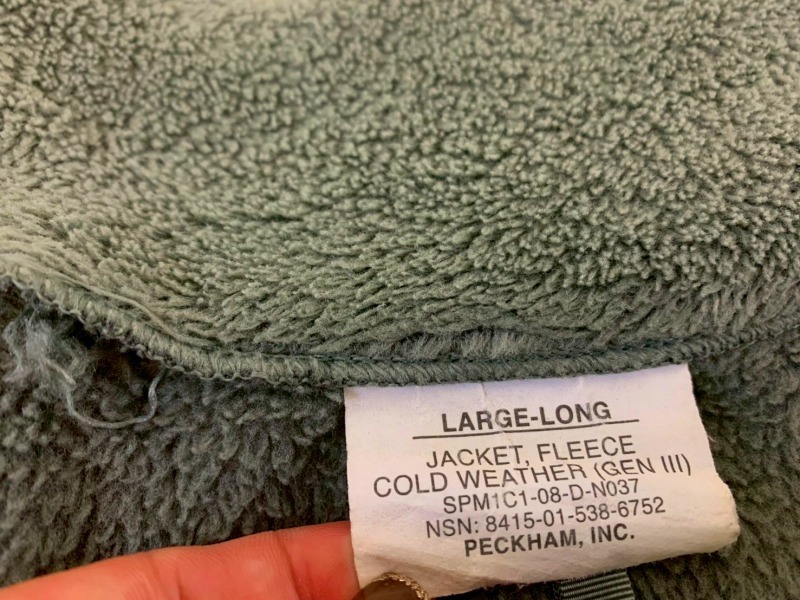 LARGE-LONG
JACKET, FLEECE
COLD WEATHER (GEN III)
SPM1C1-08-D-N037
NSN: 8415-01-538-6752
PECKHAM, INC.